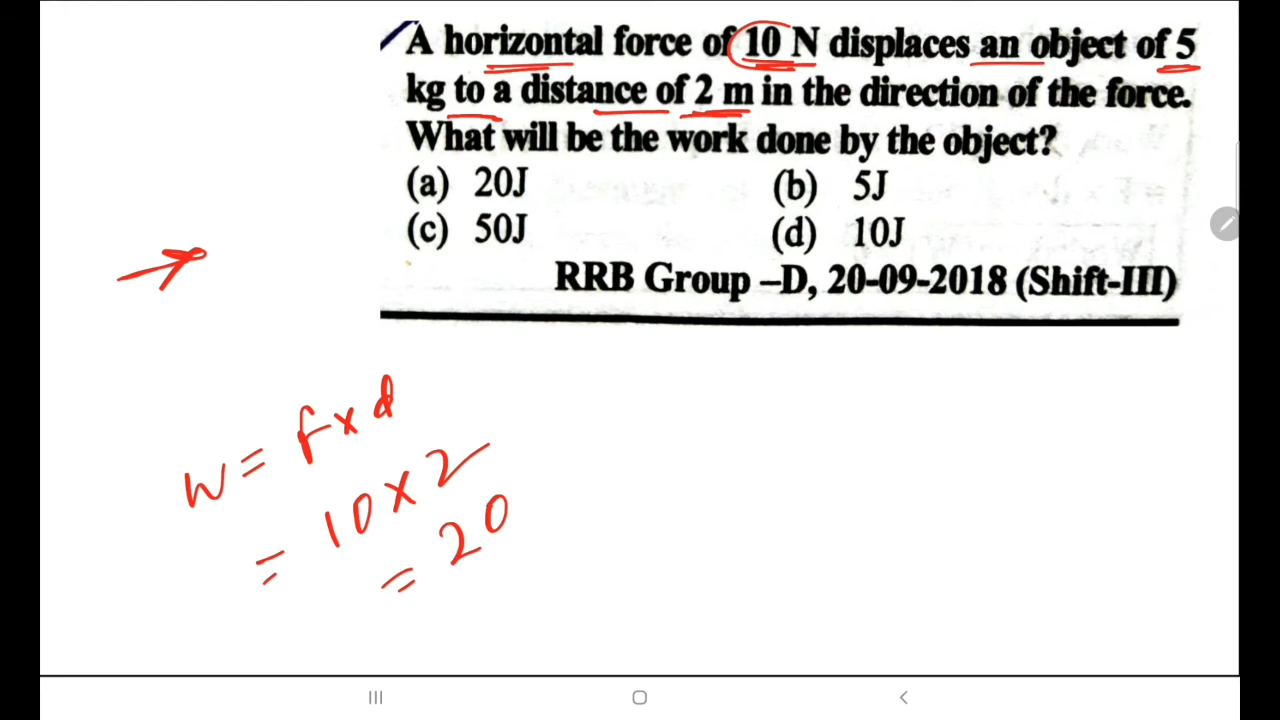 A horizontal force of 10 N displaces an object of 5
kg to a distance of 2 m in the direction of the force.
What will be the work done by the object?
(a) 20J (b) 5J
(c) 50J (d) 10J
RRB Group –D, 20-09-2018 (Shift-III)
W = F × d
= 10 × 2
= 20